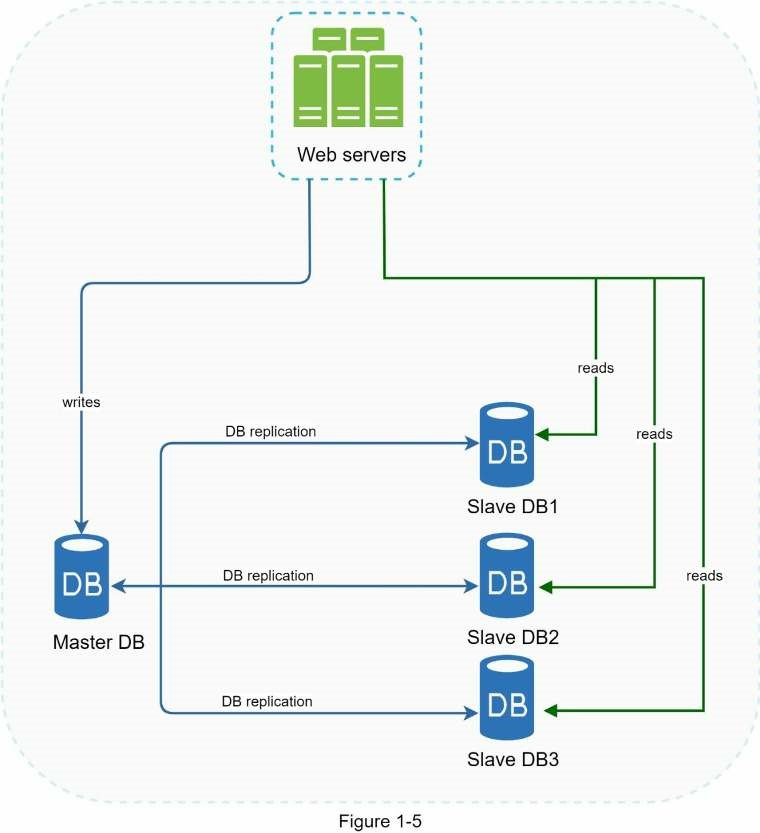 Web servers
writes
reads
reads
reads
DB replication
DB
Slave DB1
DB
Master DB
DB replication
DB
Slave DB2
DB replication
DB
Slave DB3
Figure 1-5